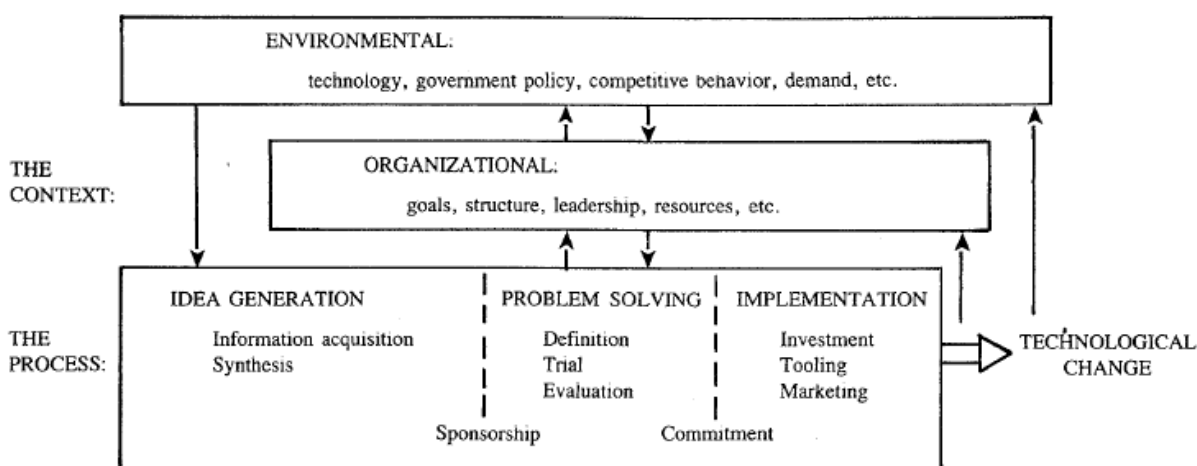 ENVIRONMENTAL:
technology, government policy, competitive behavior, demand, etc.
THE
CONTEXT:
ORGANIZATIONAL:
goals, structure, leadership, resources, etc.
THE
PROCESS:
IDEA GENERATION
Information acquisition
Synthesis
PROBLEM SOLVING
Definition
Trial
Evaluation
IMPLEMENTATION
Investment
Tooling
Marketing
Sponsorship
Commitment
TECHNOLOGICAL
CHANGE